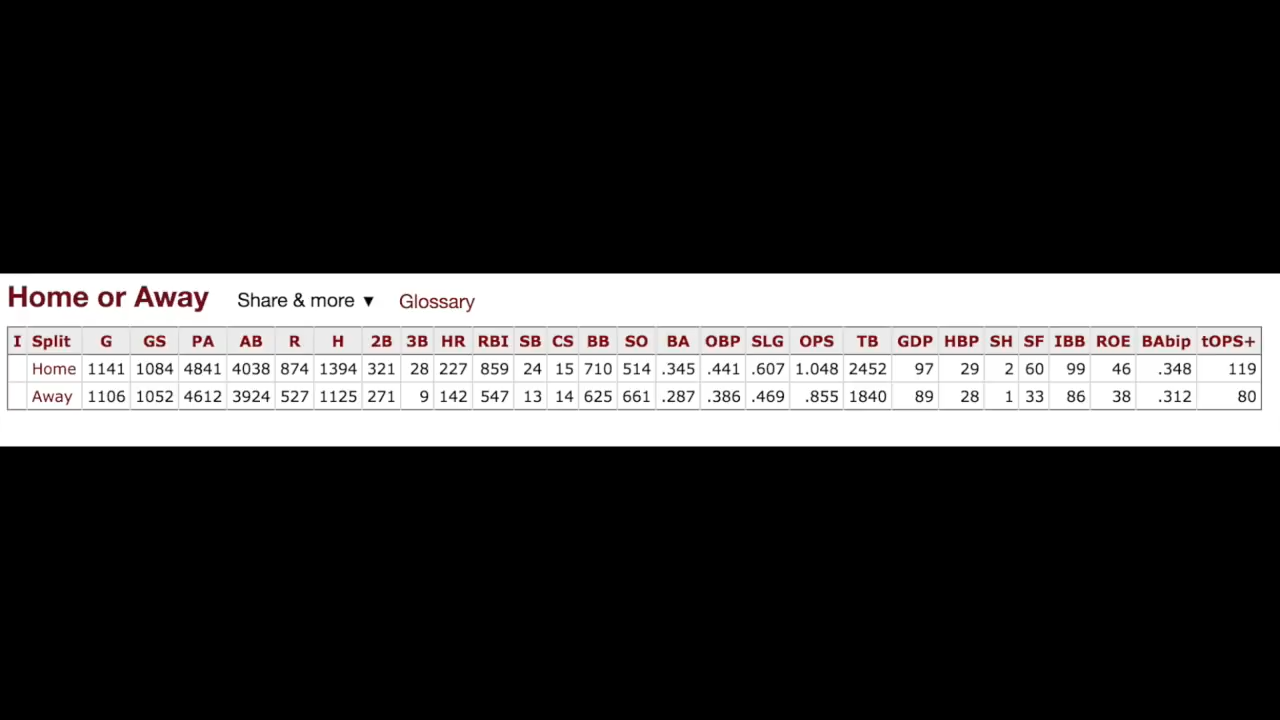 Home or Away Share & more ▼ Glossary
I Split G GS PA AB R H 2B 3B HR RBI SB CS BB SO BA OBP SLG OPS TB GDP HBP SH SF IBB ROE BAbip tOPS+
Home 1141 1084 4841 4038 874 1394 321 28 227 859 24 15 710 514 .345 .441 .607 1.048 2452 97 29 2 60 99 46 .348 119
Away 1106 1052 4612 3924 527 1125 271 9 142 547 13 14 625 661 .287 .386 .469 .855 1840 89 28 1 33 86 38 .312 80